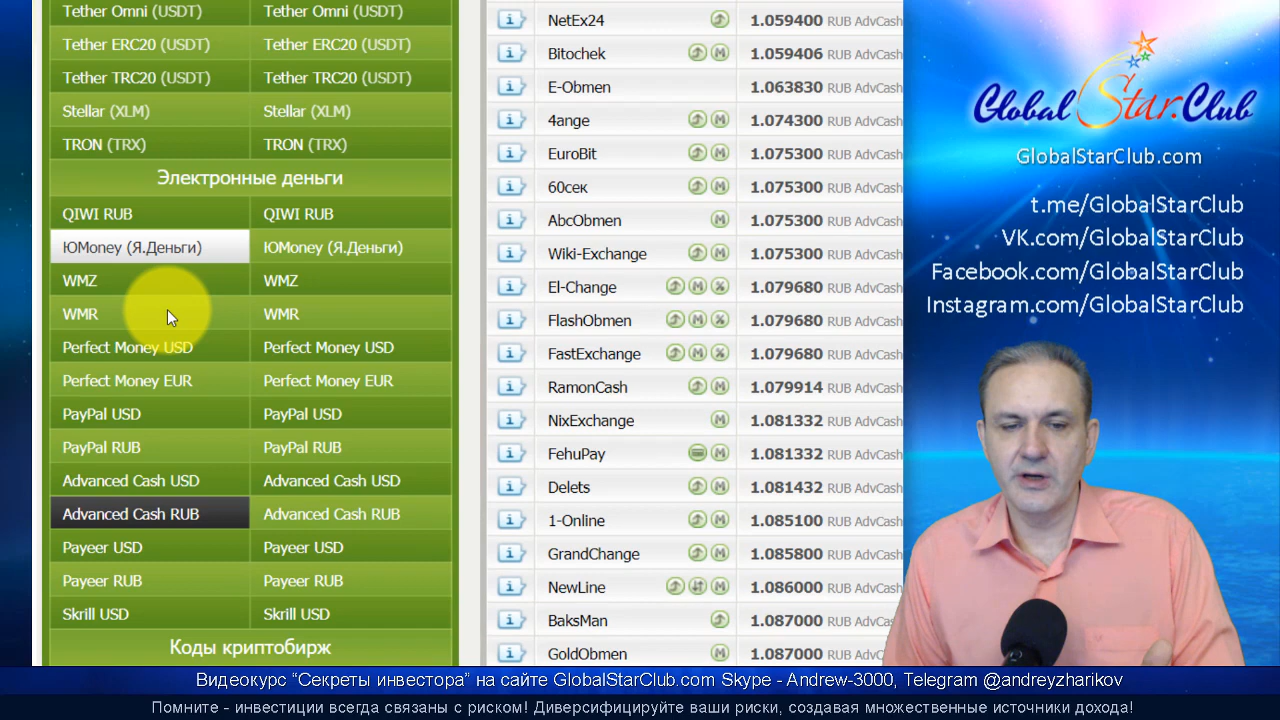 Tether Omni (USDT) Tether Omni (USDT)
Tether ERC20 (USDT) Tether ERC20 (USDT)
Tether TRC20 (USDT) Tether TRC20 (USDT)
Stellar (XLM) Stellar (XLM)
TRON (TRX) TRON (TRX)
Электронные деньги
QIWI RUB QIWI RUB
ЮMoney (Я.Деньги) ЮMoney (Я.Деньги)
WMZ WMZ
WMR WMR
Perfect Money USD Perfect Money USD
Perfect Money EUR Perfect Money EUR
PayPal USD PayPal USD
PayPal RUB PayPal RUB
Advanced Cash USD Advanced Cash USD
Advanced Cash RUB Advanced Cash RUB
Payeer USD Payeer USD
Payeer RUB Payeer RUB
Skrill USD Skrill USD
Коды криптобирж
NetEx24 1.059400 RUB AdvCash
Bitochek M 1.059406 RUB AdvCash
E-Obmen 1.063830 RUB AdvCash
4ange M 1.074300 RUB AdvCash
EuroBit M 1.075300 RUB AdvCash
60сек M 1.075300 RUB AdvCash
AbcObmen M 1.075300 RUB AdvCash
Wiki-Exchange M 1.075300 RUB AdvCash
El-Change M % 1.079680 RUB AdvCash
FlashObmen M % 1.079680 RUB AdvCash
FastExchange M % 1.079680 RUB AdvCash
RamonCash M 1.079914 RUB AdvCash
NixExchange M 1.081332 RUB AdvCash
FehuPay M 1.081332 RUB AdvCash
Delets M 1.081432 RUB AdvCash
1-Online M 1.085100 RUB AdvCash
GrandChange M 1.085800 RUB AdvCash
NewLine M 1.086000 RUB AdvCash
BaksMan 1.087000 RUB AdvCash
GoldObmen M 1.087000 RUB AdvCash
Global Star.Club
GlobalStarClub.com
t.me/GlobalStarClub
VK.com/GlobalStarClub
Facebook.com/GlobalStarClub
Instagram.com/GlobalStarClub
Видеокурс "Секреты инвестора" на сайте GlobalStarClub.com Skype - Andrew-3000, Telegram @andreyzharikov
Помните - инвестиции всегда связаны с риском! Диверсифицируйте ваши риски, создавая множественные источники дохода!